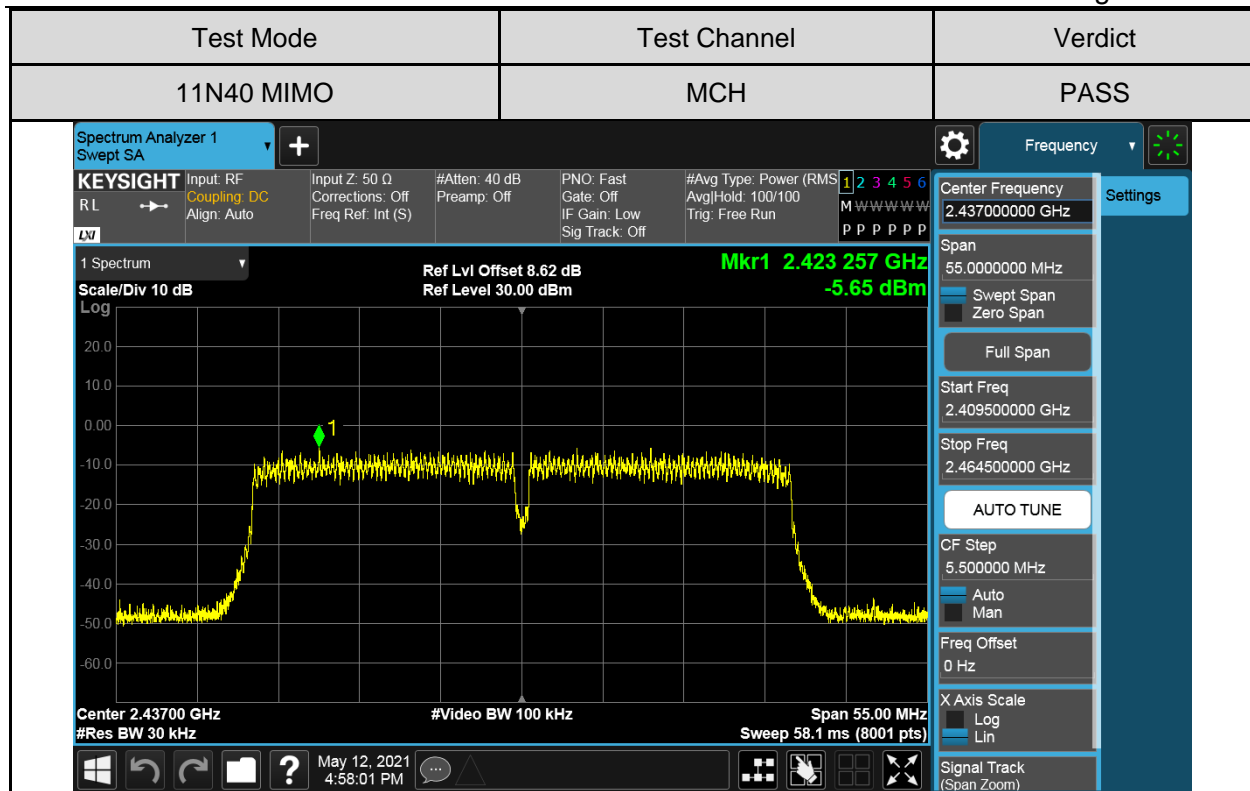 Test Mode Test Channel Verdict
11N40 MIMO MCH PASS
Spectrum Analyzer 1
Swept SA
Frequency
KEYSIGHT Input: RF Input Z: 50 Ω #Atten: 40 dB PNO: Fast #Avg Type: Power (RMS 1 2 3 4 5 6
R L Coupling: DC Corrections: Off Preamp: Off Gate: Off Avg|Hold: 100/100 M W W W W W
Align: Auto Freq Ref: Int (S) IF Gain: Low Trig: Free Run
LXI Sig Track: Off P P P P P P
1 Spectrum Ref Lvl Offset 8.62 dB Mkr1 2.423 257 GHz
Scale/Div 10 dB Ref Level 30.00 dBm -5.65 dBm
Log
20.0
10.0
0.00
1
-10.0
-20.0
-30.0
-40.0
-50.0
-60.0
Center 2.43700 GHz #Video BW 100 kHz Span 55.00 MHz
#Res BW 30 kHz Sweep 58.1 ms (8001 pts)
? May 12, 2021
4:58:01 PM
Center Frequency
2.437000000 GHz
Settings
Span
55.0000000 MHz
Swept Span
Zero Span
Full Span
Start Freq
2.409500000 GHz
Stop Freq
2.464500000 GHz
AUTO TUNE
CF Step
5.500000 MHz
Auto
Man
Freq Offset
0 Hz
X Axis Scale
Log
Lin
Signal Track
(Span Zoom)